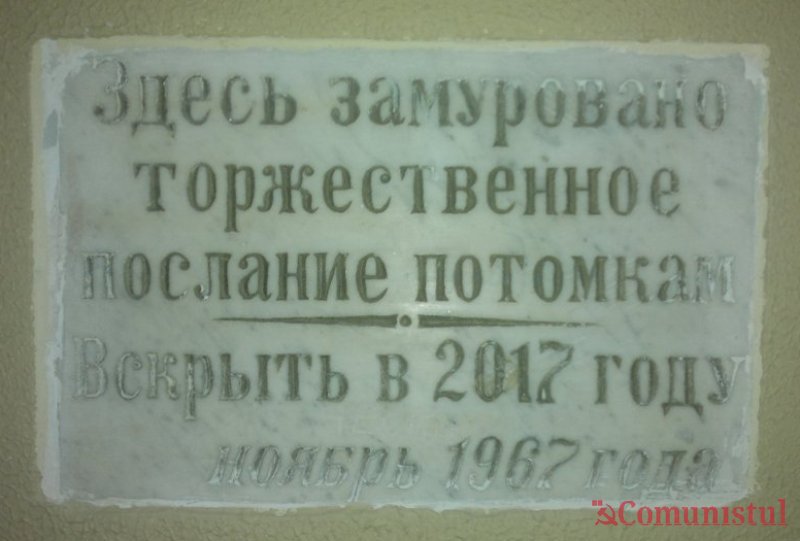 Здесь замуровано
торжественное
послание потомкам
Вскрыть в 2017 году
ноябрь 1967 года
Comunistul